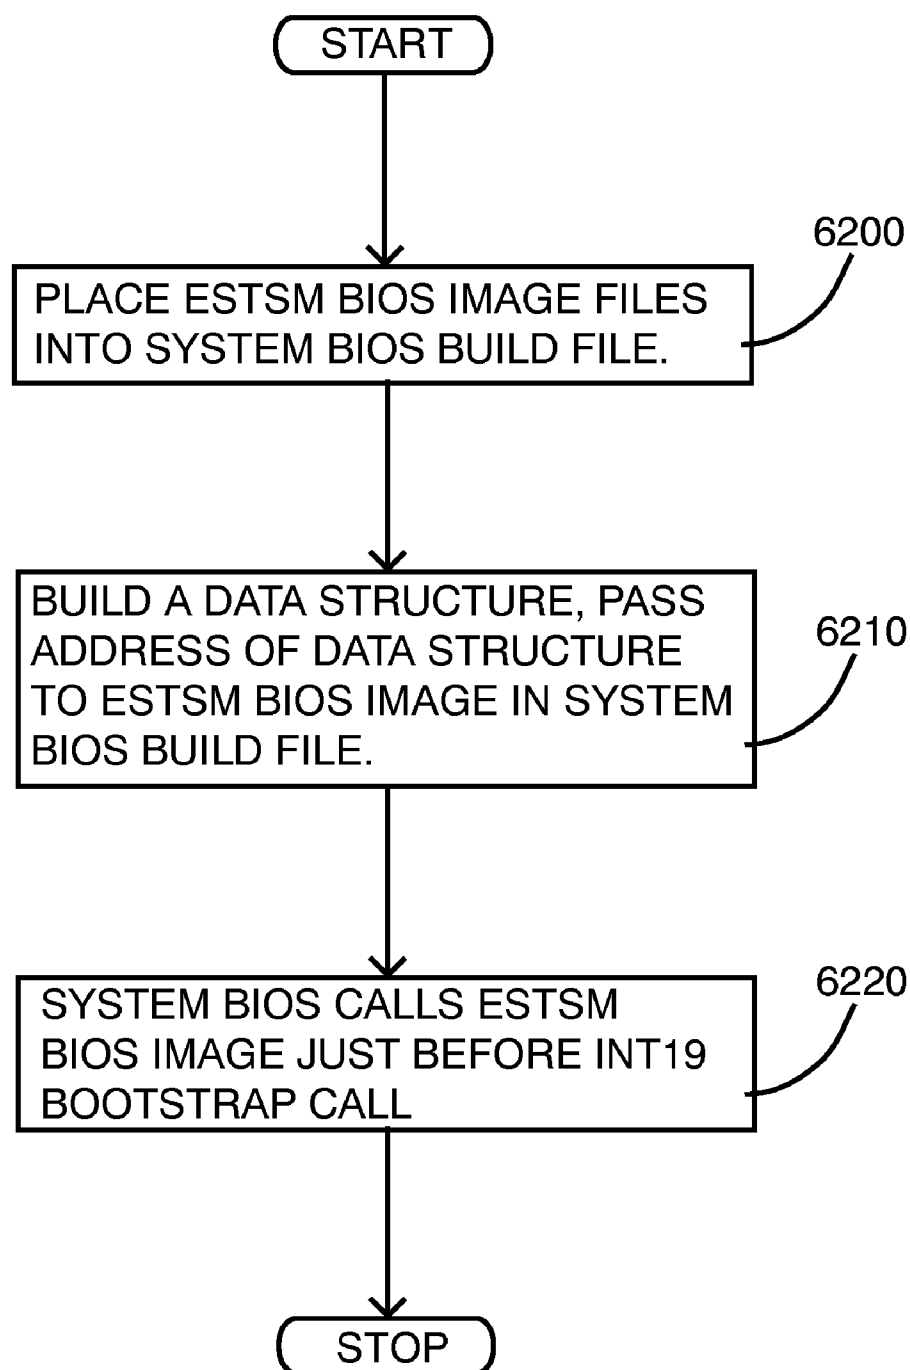 START
6200
PLACE ESTSM BIOS IMAGE FILES
INTO SYSTEM BIOS BUILD FILE.
6210
BUILD A DATA STRUCTURE, PASS
ADDRESS OF DATA STRUCTURE
TO ESTSM BIOS IMAGE IN SYSTEM
BIOS BUILD FILE.
6220
SYSTEM BIOS CALLS ESTSM
BIOS IMAGE JUST BEFORE INT19
BOOTSTRAP CALL
STOP